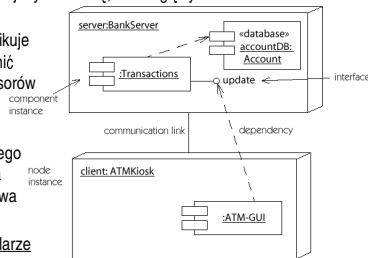 server:BankServer
ikuje
nić
sorów
«database»
accountDB:
Account
:Transactions
update
interface
component
instance
communication link
dependency
ego
node
instance
wa
client: ATMKiosk
:ATM-GUI
larze